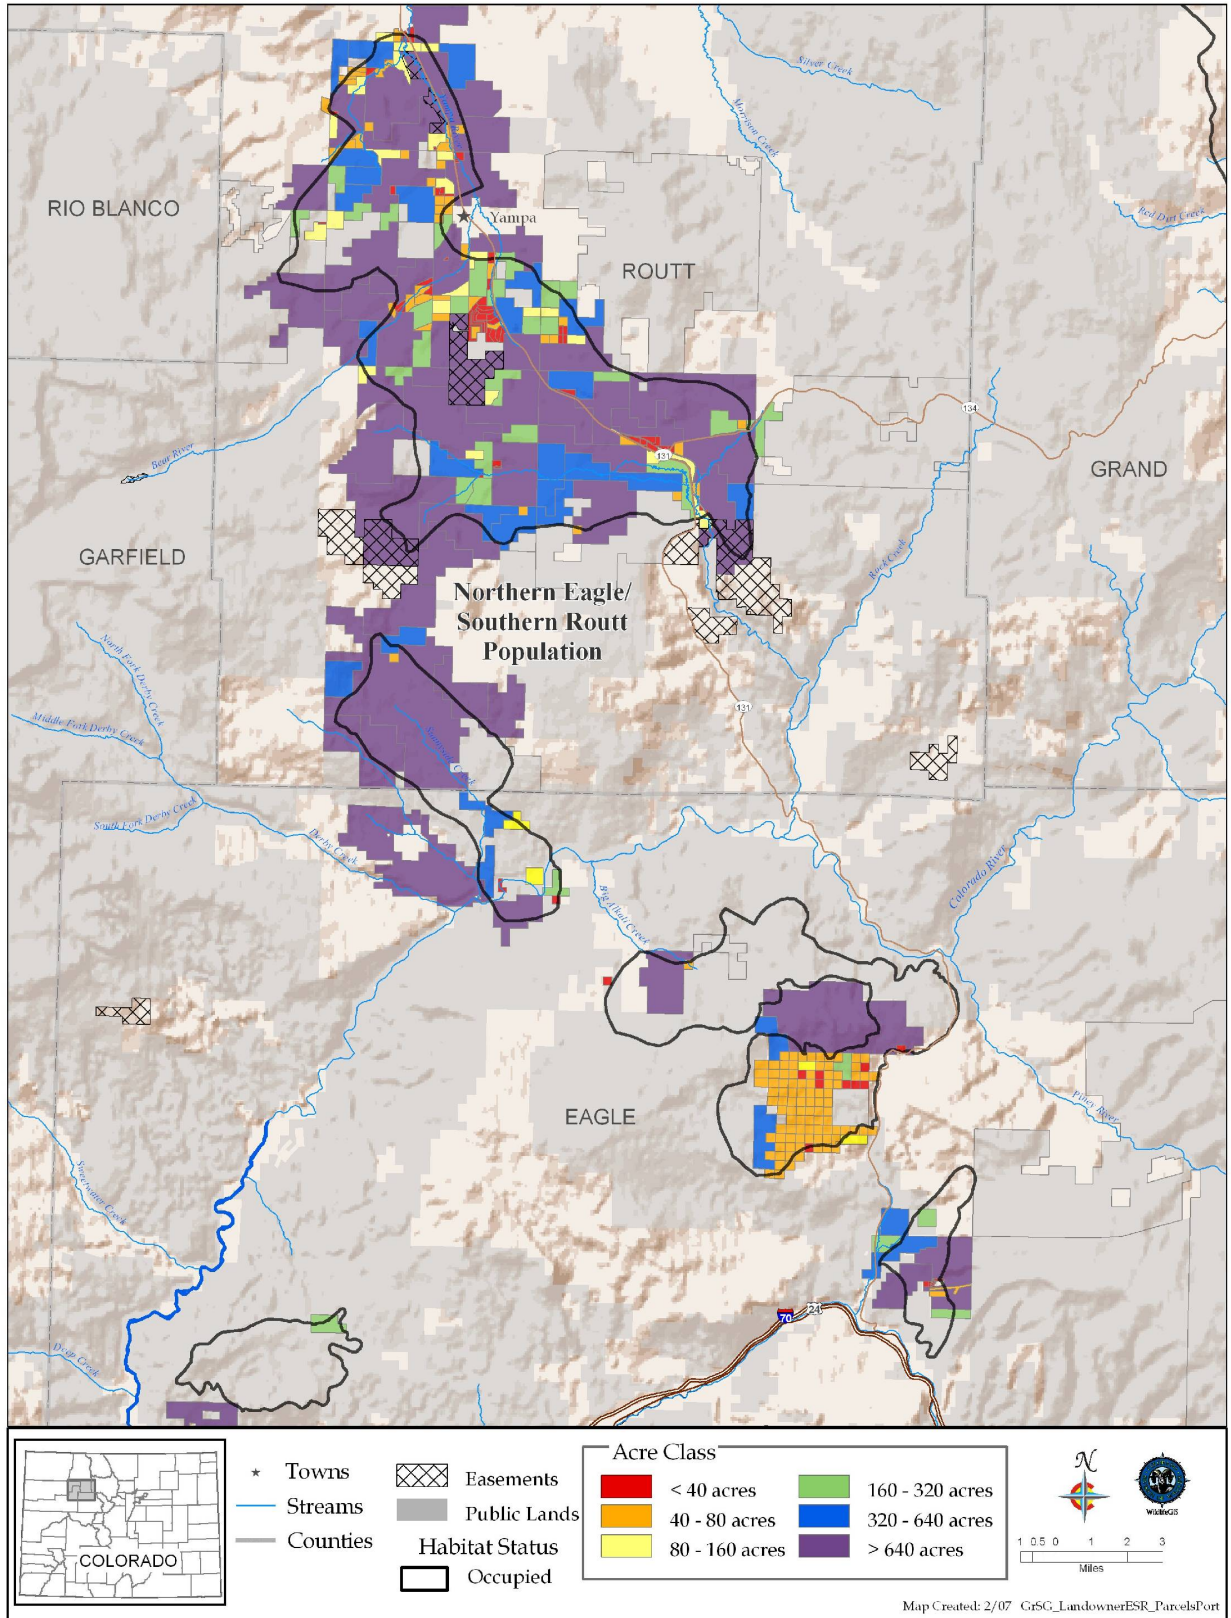 Silver Creek
Morrison Creek
RIO BLANCO
Yampa
Red Dirt Creek
ROUTT
134
131
Bear River
GRAND
GARFIELD
Rock Creek
Northern Eagle/
Southern Routt
Population
North Fork Derby Creek
Middle Fork Derby Creek
131
South Fork Derby Creek
Derby Creek
Colorado River
Big Alkali Creek
EAGLE
Piney River
Sweetwater Creek
70
24
Deep Creek
COLORADO
Towns
Streams
Counties
Easements
Public Lands
Habitat Status
Occupied
Acre Class
< 40 acres
40 - 80 acres
80 - 160 acres
160 - 320 acres
320 - 640 acres
> 640 acres
N
WildlifeGIS
1 0.5 0 1 2 3
Miles
Map Created: 2/07 GrSG_LandownerESR_ParcelsPort